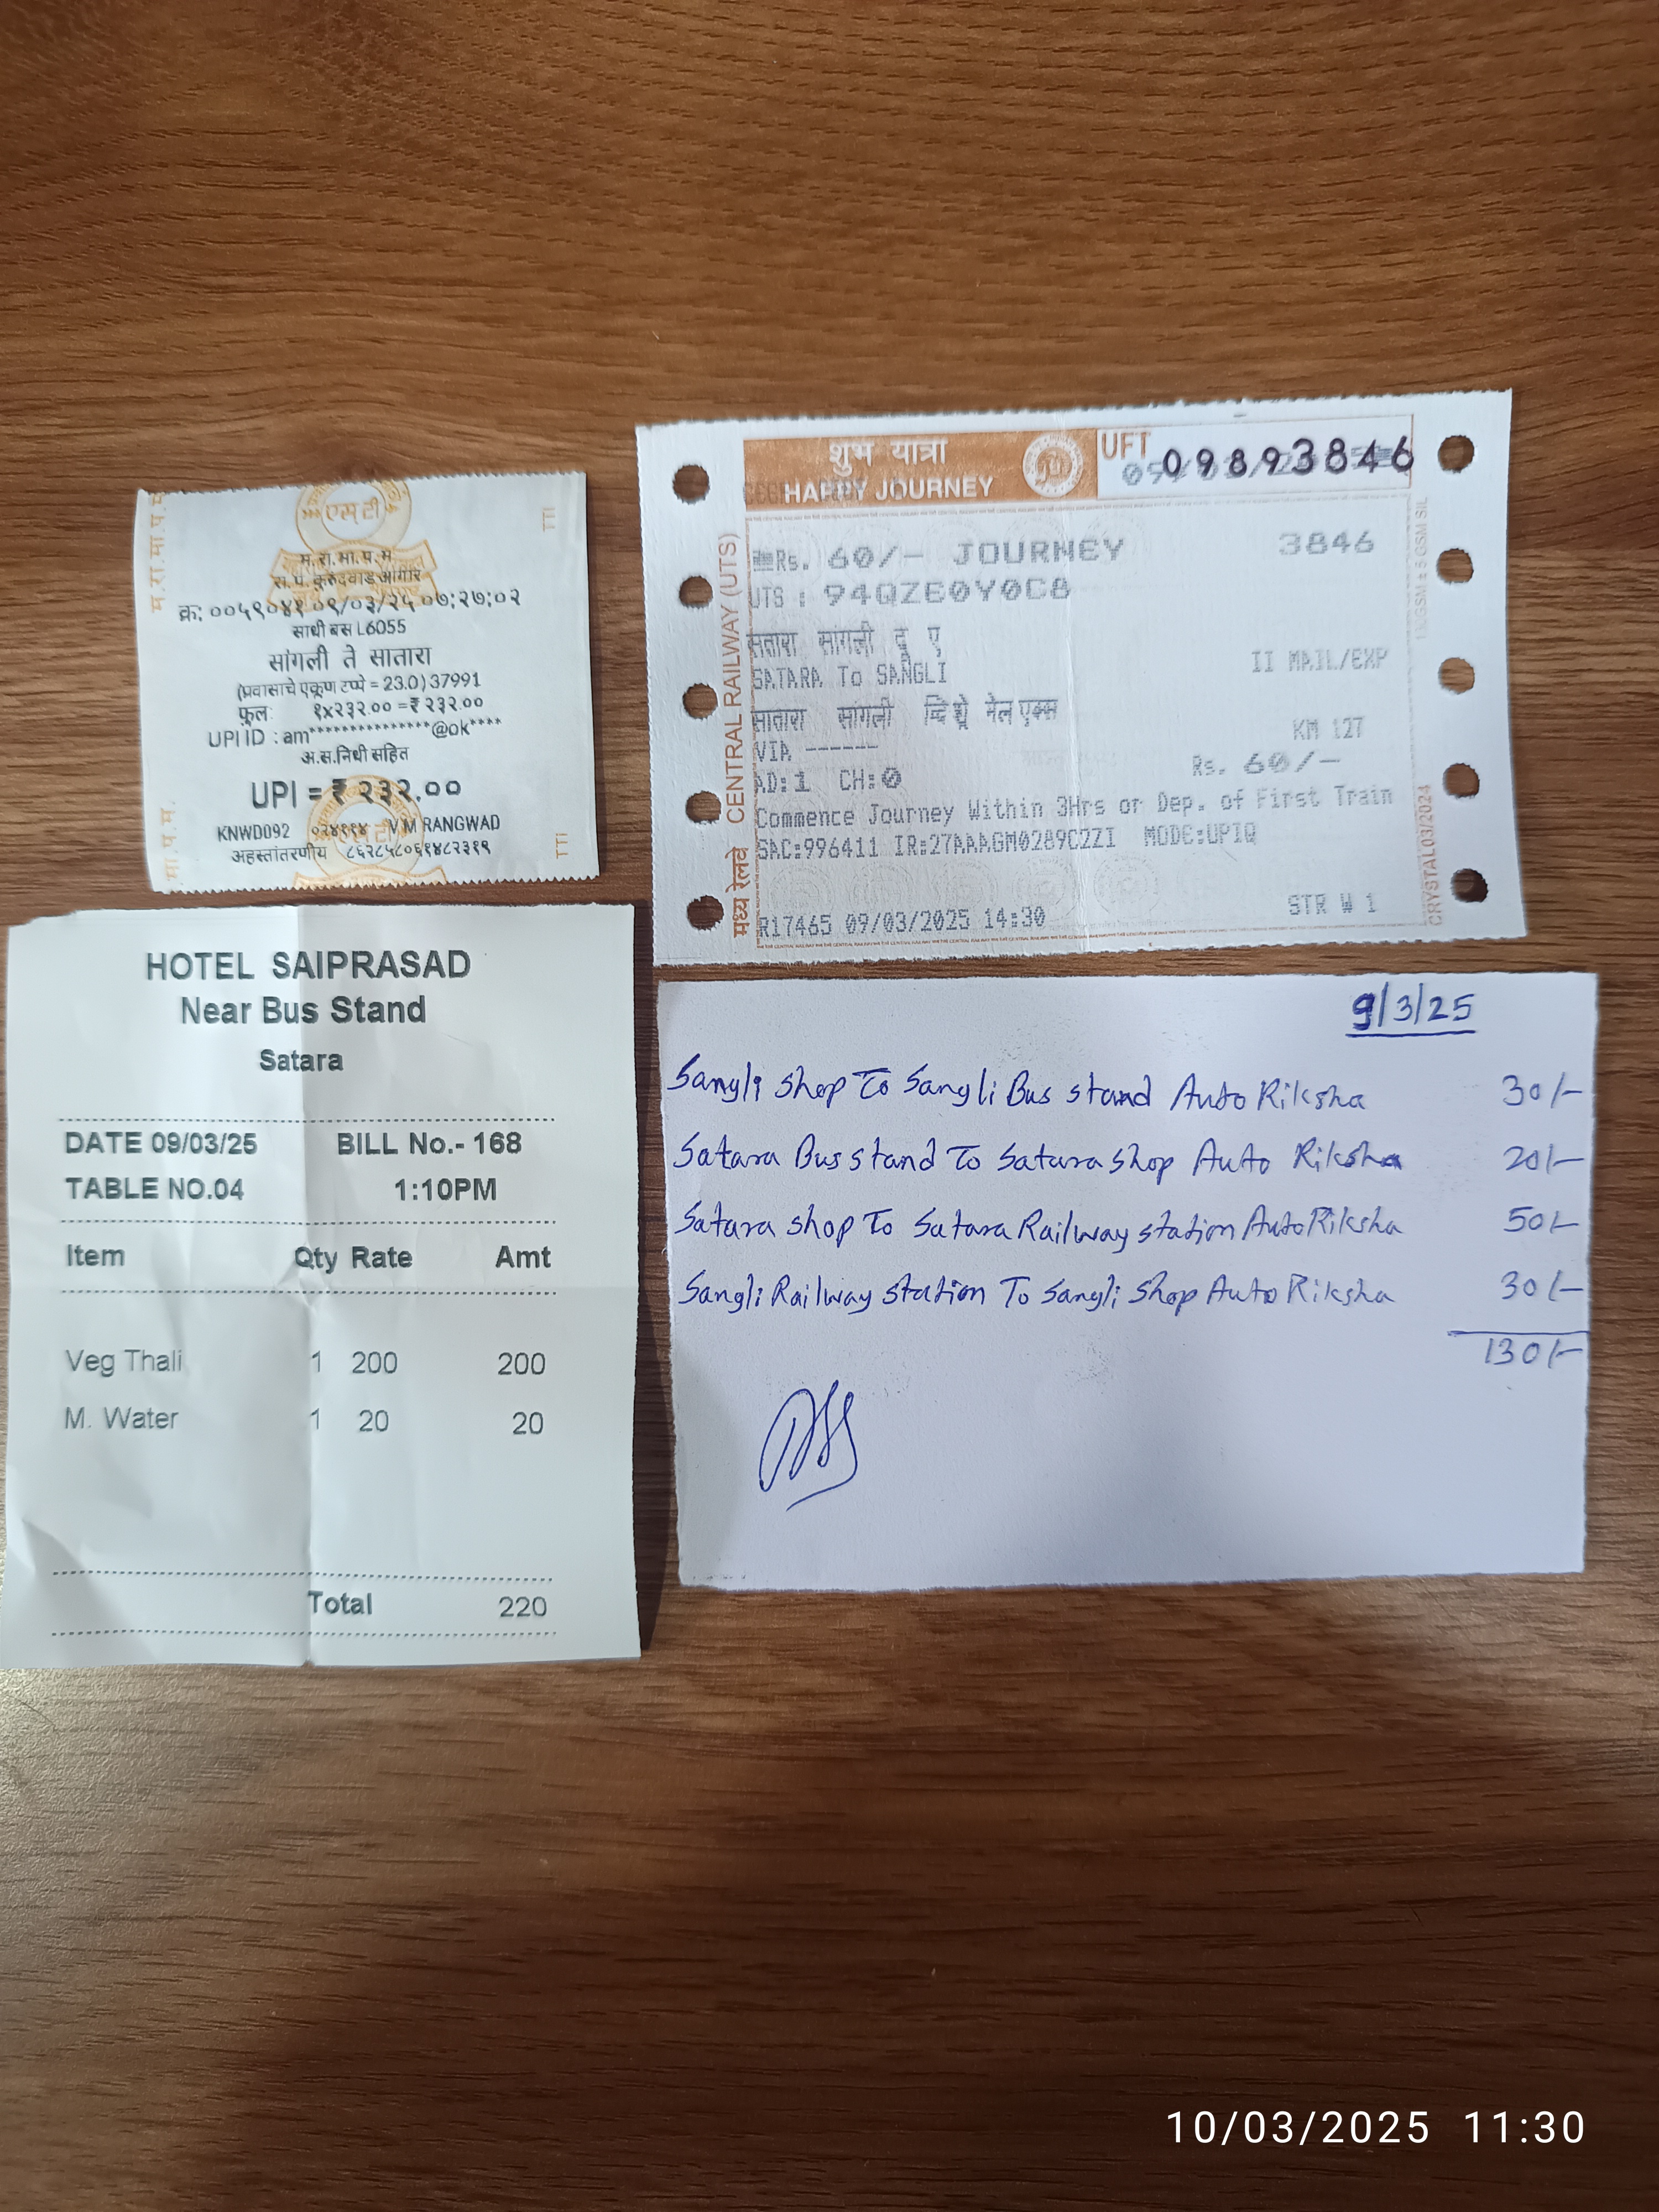 एस टी
म.रा.मा.प.म.
म.रा.मा.प.म.
TTI
क्र: ००५९०४१ ०९/०३/२५ ०७:२७:०२
साधी बस L6055
सांगली ते सातारा
(प्रवासाचे एकूण टप्पे = 23.0) 37991
फुल: १x२३२.०० =₹ २३२.००
UPI ID : am**************@ok****
अ.स.निधी सहित
UPI = ₹ २३२.००
KNWD092 V M RANGWAD
अहस्तांतरणीय
TTI
शुभ यात्रा
HAPPY JOURNEY
UFT 09893846
Rs. 60/- JOURNEY 3846
UTS : 94QZE0Y0C8
सतारा सांगली दू ए
SATARA To SANGLI II MAIL/EXP
सातारा सांगली
VIA ------ KM 127
AD:1 CH:0 Rs. 60/-
Commence Journey Within 3Hrs or Dep. of First Train
SAC:996411 IR:27AAAGM0289C2ZI MODE:UPIQ
R17465 09/03/2025 14:30 STR W 1
मध्य रेलवे CENTRAL RAILWAY (UTS)
CRYSTAL03/2024
HOTEL SAIPRASAD
Near Bus Stand
Satara
DATE 09/03/25 BILL No.- 168
TABLE NO.04 1:10PM
Item Qty Rate Amt
Veg Thali 1 200 200
M. Water 1 20 20
Total 220
9/3/25
Sangli shop To Sangli Bus stand Auto Riksha 30/-
Satara Bus stand To Satara shop Auto Riksha 20/-
Satara shop To Satara Railway station Auto Riksha 50/-
Sangli Railway station To Sangli shop Auto Riksha 30/-
130/-
10/03/2025 11:30